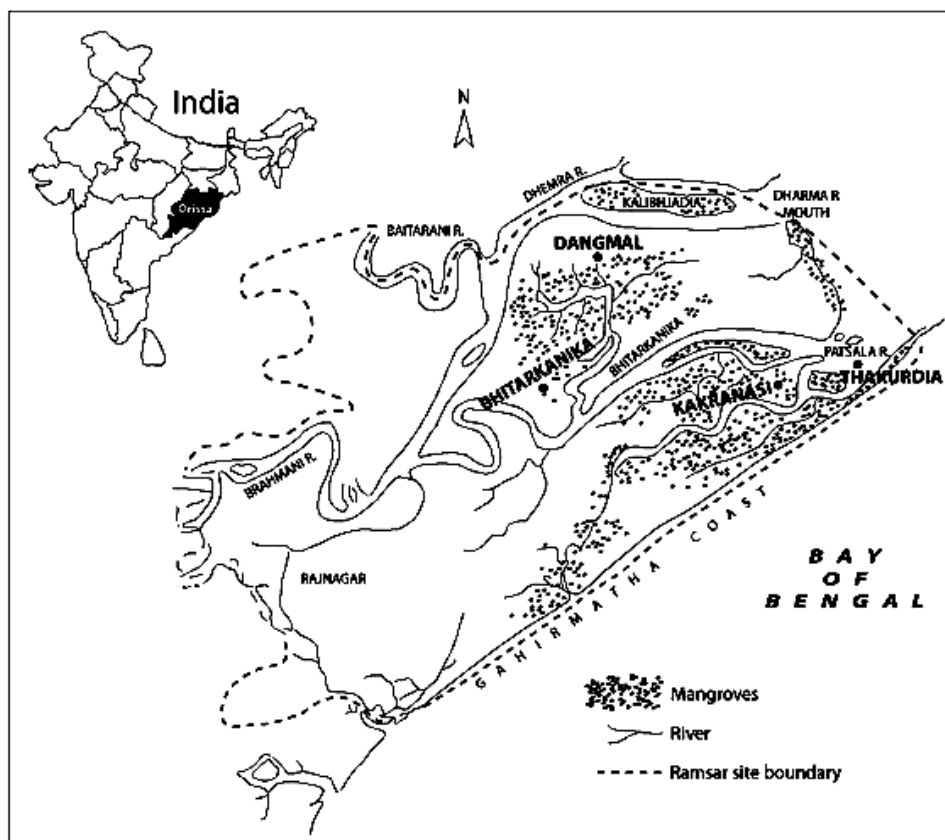 India
Orissa
N
DHEMRA R.
KALIBHJADIA
DHARMA R
MOUTH
BAITARANI R.
DANGMAL
BHITARKANIKA
BHITARKANIKA
PATSALA R.
THAKURDIA
KAKRANASI
BRAHMANI R.
RAJNAGAR
GAHIRMATHA COAST
BAY
OF
BENGAL
Mangroves
River
Ramsar site boundary